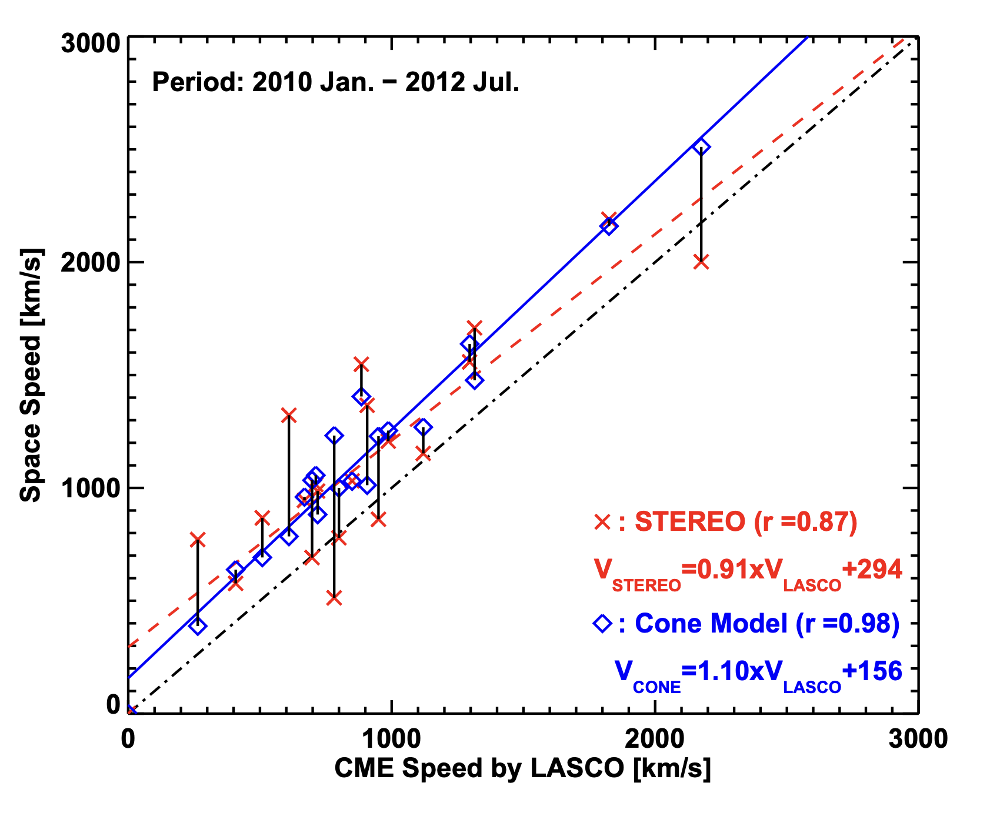 3000
Period: 2010 Jan. − 2012 Jul.
2000
Space Speed [km/s]
1000
× : STEREO (r =0.87)
VSTEREO=0.91xVLASCO+294
◇ : Cone Model (r =0.98)
VCONE=1.10xVLASCO+156
0
0 1000 2000 3000
CME Speed by LASCO [km/s]